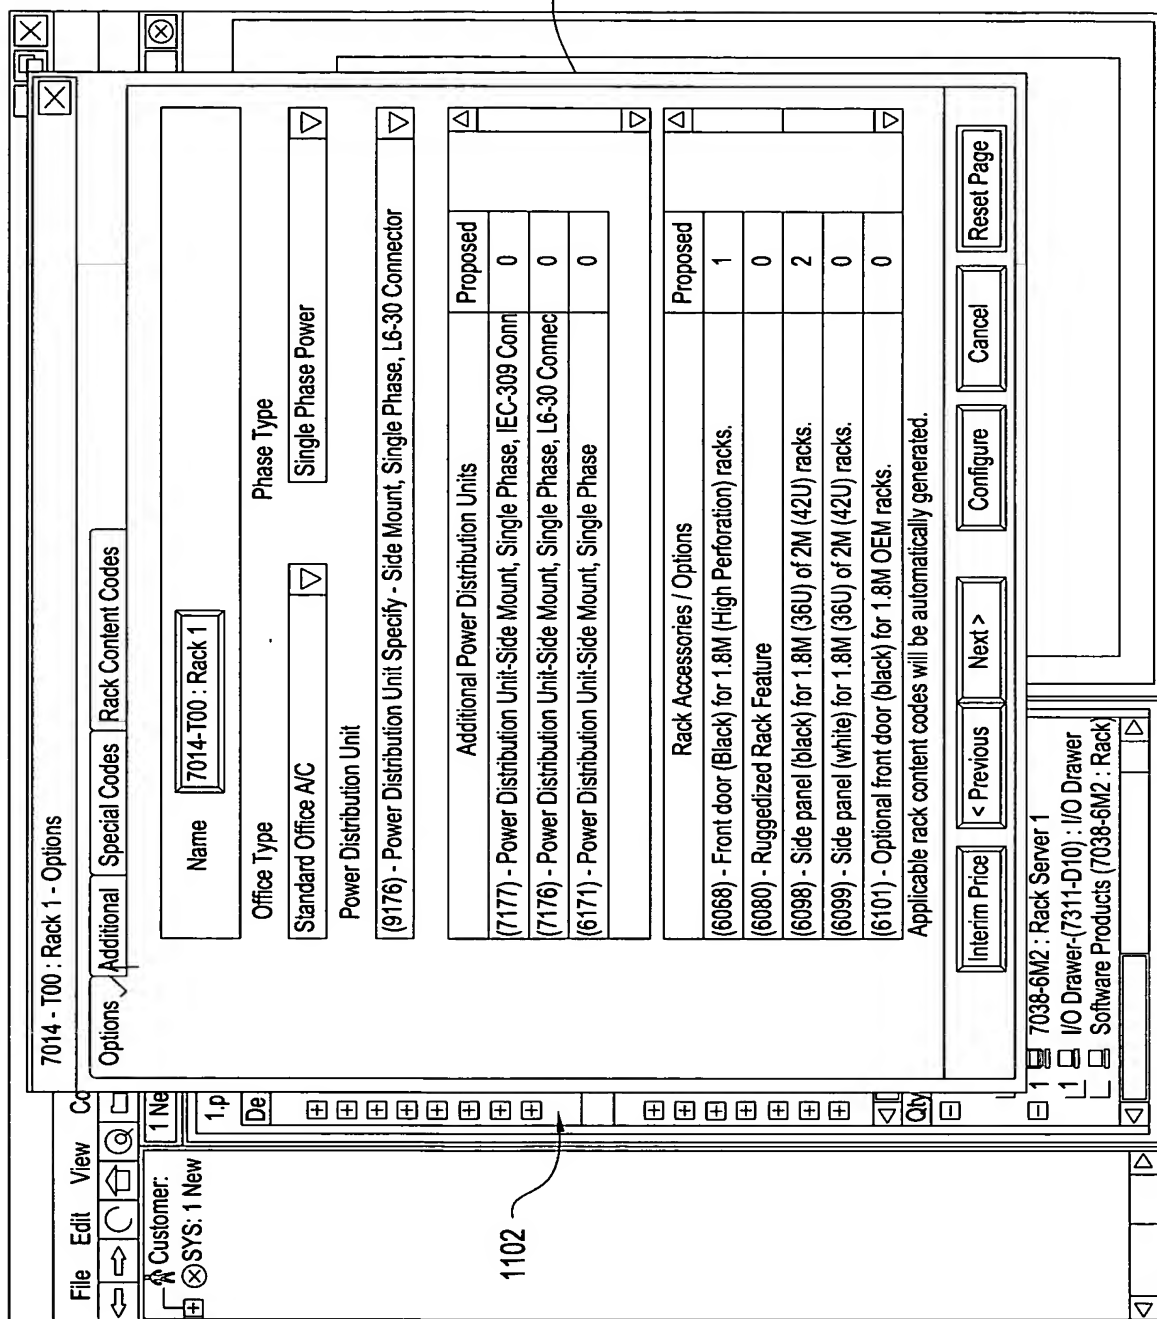 File Edit View Co
Customer:
SYS: 1 New
1 Ne
1.p
De
Qty
7014 - T00 : Rack 1 - Options
Options Additional Special Codes Rack Content Codes
Name 7014-T00 : Rack 1
Office Type Phase Type
Standard Office A/C Single Phase Power
Power Distribution Unit
(9176) - Power Distribution Unit Specify - Side Mount, Single Phase, L6-30 Connector
Additional Power Distribution Units Proposed
(7177) - Power Distribution Unit-Side Mount, Single Phase, IEC-309 Conn 0
(7176) - Power Distribution Unit-Side Mount, Single Phase, L6-30 Connec 0
(6171) - Power Distribution Unit-Side Mount, Single Phase 0
Rack Accessories / Options Proposed
(6068) - Front door (Black) for 1.8M (High Perforation) racks. 1
(6080) - Ruggedized Rack Feature 0
(6098) - Side panel (black) for 1.8M (36U) of 2M (42U) racks. 2
(6099) - Side panel (white) for 1.8M (36U) of 2M (42U) racks. 0
(6101) - Optional front door (black) for 1.8M OEM racks. 0
Applicable rack content codes will be automatically generated.
Interim Price < Previous Next > Configure Cancel Reset Page
1 7038-6M2 : Rack Server 1
1 I/O Drawer-(7311-D10) : I/O Drawer
Software Products (7038-6M2 : Rack)
1102